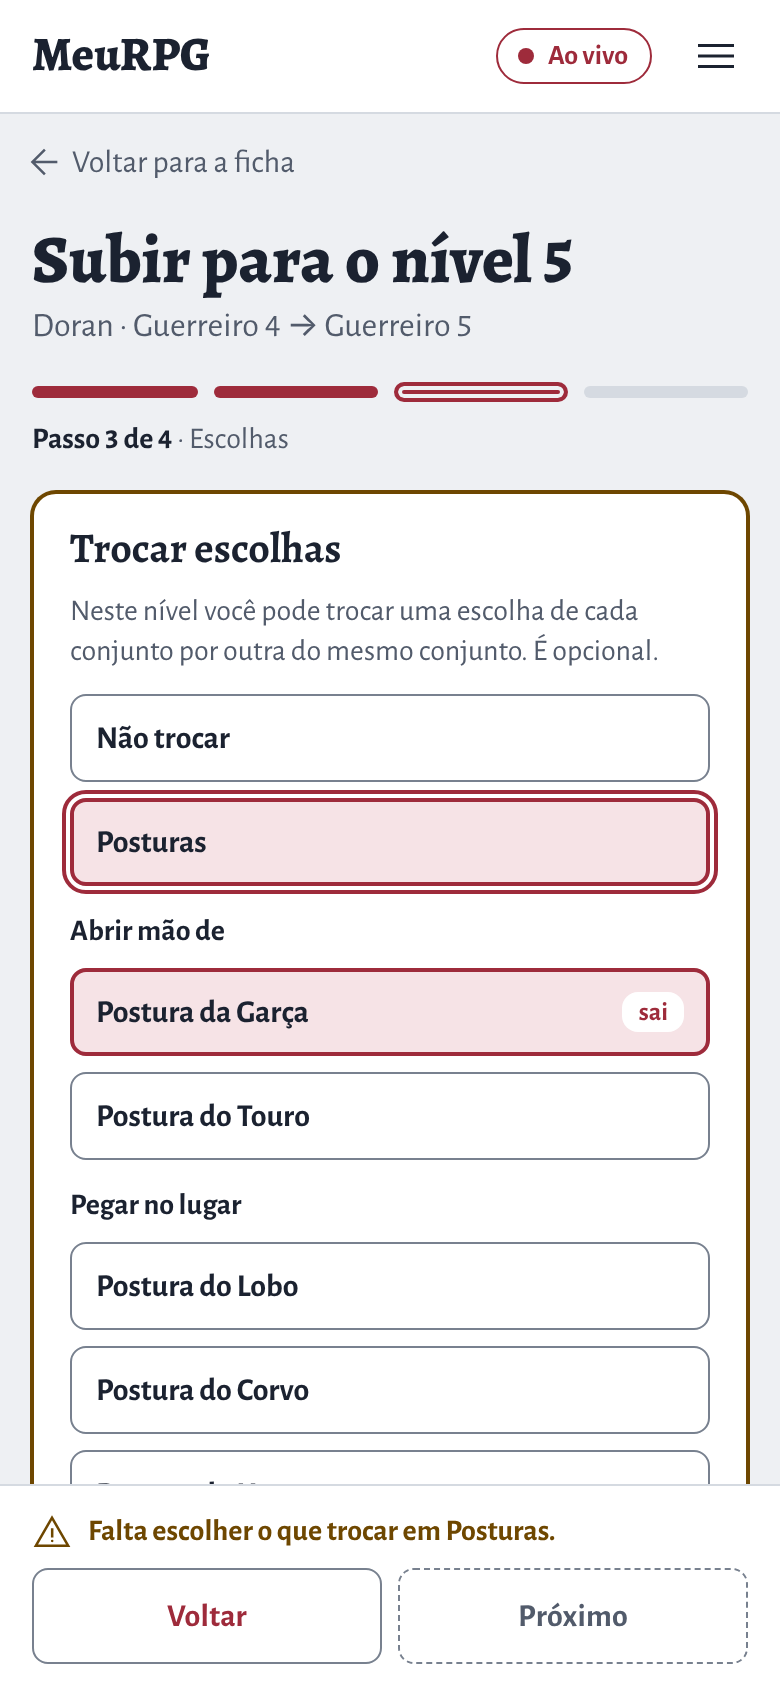 MeuRPG
Ao vivo
Voltar para a ficha
Subir para o nível 5
Doran · Guerreiro 4 → Guerreiro 5
Passo 3 de 4 · Escolhas
Trocar escolhas
Neste nível você pode trocar uma escolha de cada
conjunto por outra do mesmo conjunto. É opcional.
Não trocar
Posturas
Abrir mão de
Postura da Garça
sai
Postura do Touro
Pegar no lugar
Postura do Lobo
Postura do Corvo
Falta escolher o que trocar em Posturas.
Voltar
Próximo